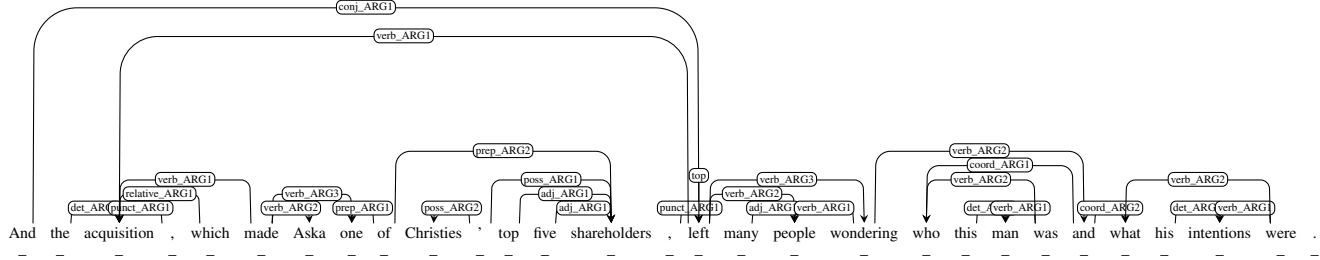 conj_ARG1
verb_ARG1
prep_ARG2 verb_ARG2
coord_ARG1
verb_ARG1 poss_ARG1 top verb_ARG3 verb_ARG2 verb_ARG2
relative_ARG1 verb_ARG3 adj_ARG1 verb_ARG2
punct_ARG1 verb_ARG2 prep_ARG1 poss_ARG2 adj_ARG1 punct_ARG1 verb_ARG1 verb_ARG1 coord_ARG2 verb_ARG1
And the acquisition , which made Aska one of Christies ' top five shareholders , left many people wondering who this man was and what his intentions were .
_ _ _ _ _ _ _ _ _ _ _ _ _ _ _ _ _ _ _ _ _ _ _ _ _ _ _ _ _